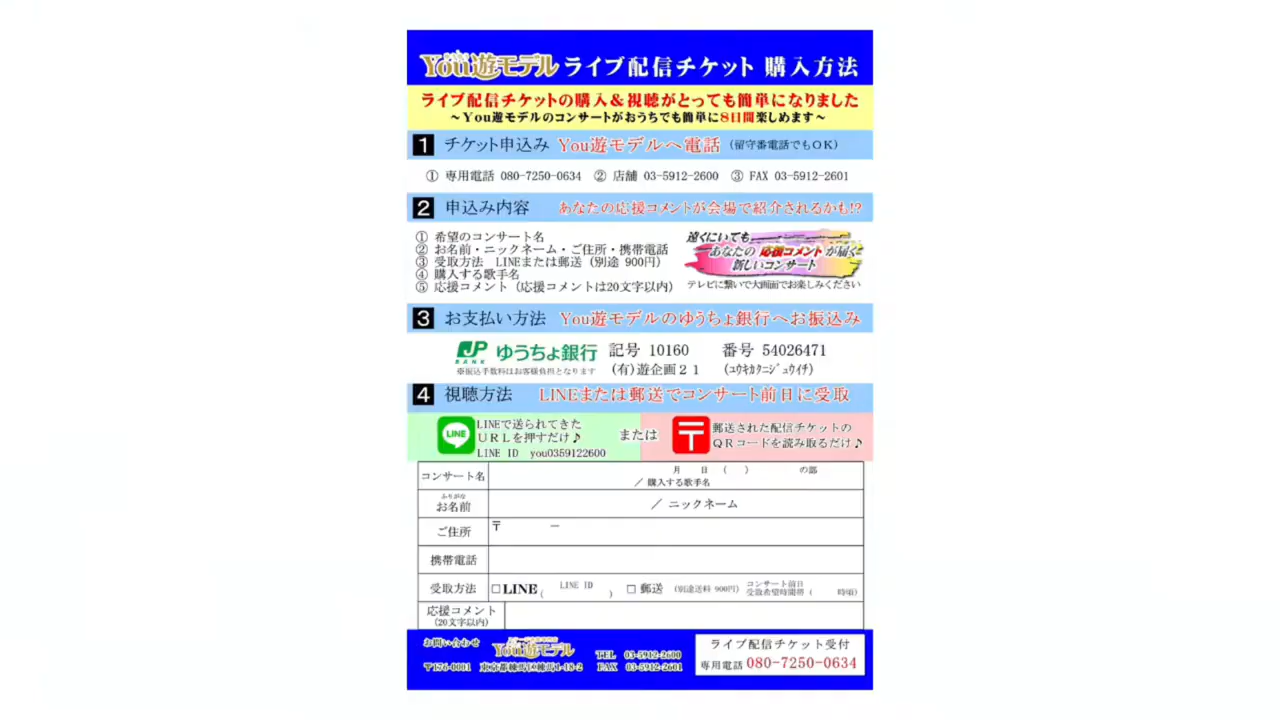 You遊モデル ライブ配信チケット 購入方法
ライブ配信チケットの購入&視聴がとっても簡単になりました
～You遊モデルのコンサートがおうちでも簡単に8日間楽しめます～
1 チケット申込み You遊モデルへ電話 (留守番電話でもOK)
① 専用電話 080-7250-0634 ② 店舗 03-5912-2600 ③ FAX 03-5912-2601
2 申込み内容 あなたの応援コメントが会場で紹介されるかも!?
① 希望のコンサート名
② お名前・ニックネーム・ご住所・携帯電話
③ 受取方法 LINEまたは郵送 (別途 900円)
④ 購入する歌手名
⑤ 応援コメント (応援コメントは20文字以内)
遠くにいても
あなたの 応援コメント が届く
新しいコンサート
テレビに繋いで大画面でお楽しみください
3 お支払い方法 You遊モデルのゆうちょ銀行へお振込み
JP BANK ゆうちょ銀行 記号 10160 番号 54026471
※振込手数料はお客様負担となります (有)遊企画21 (ユウキカクニジュウイチ)
4 視聴方法 LINEまたは郵送でコンサート前日に受取
LINE
LINEで送られてきた
URLを押すだけ♪
LINE ID you0359122600
または
〒
郵送された配信チケットの
QRコードを読み取るだけ♪
コンサート名 月 日 ( ) の部
／購入する歌手名
ふりがな
お名前 ／ ニックネーム
ご住所 〒 －
携帯電話
受取方法 □LINE( LINE ID ) □ 郵送 (別途送料 900円) コンサート前日
受取希望時間帯 ( 時頃)
応援コメント
(20文字以内)
お問い合わせ You遊モデル TEL 03-5912-2600
〒176-0001 東京都練馬区練馬1-18-2 FAX 03-5912-2601
ライブ配信チケット受付
専用電話 080-7250-0634